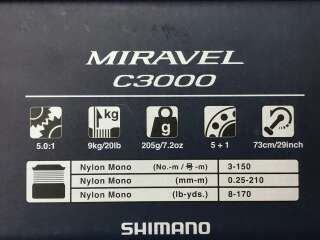 MIRAVEL
C3000
kg
g
5.0:1 9kg/20lb 205g/7.2oz 5 + 1 73cm/29inch
Nylon Mono (No.-m / 号-m) 3-150
Nylon Mono (mm-m) 0.25-210
Nylon Mono (lb-yds.) 8-170
SHIMANO